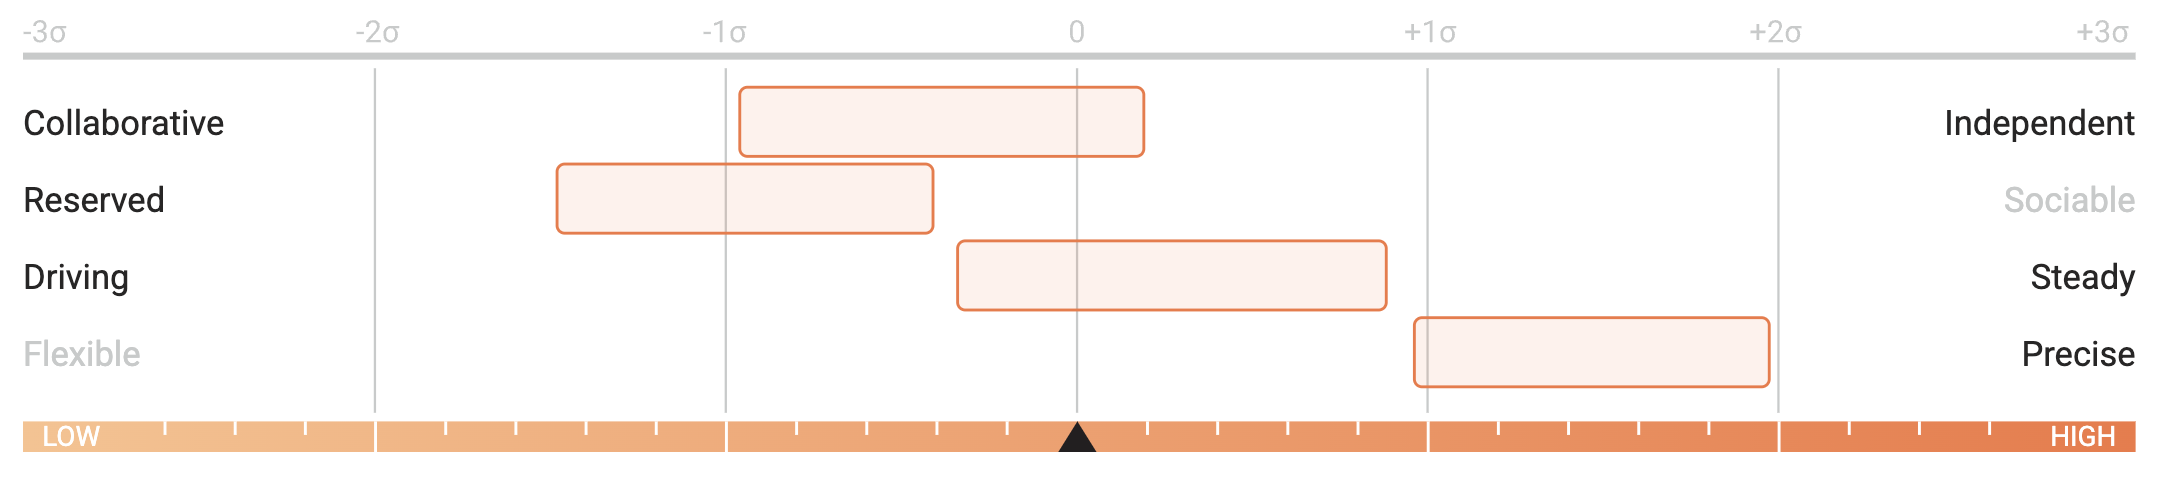 -3σ -2σ -1σ 0 +1σ +2σ +3σ
Collaborative Independent
Reserved Sociable
Driving Steady
Flexible Precise
LOW HIGH